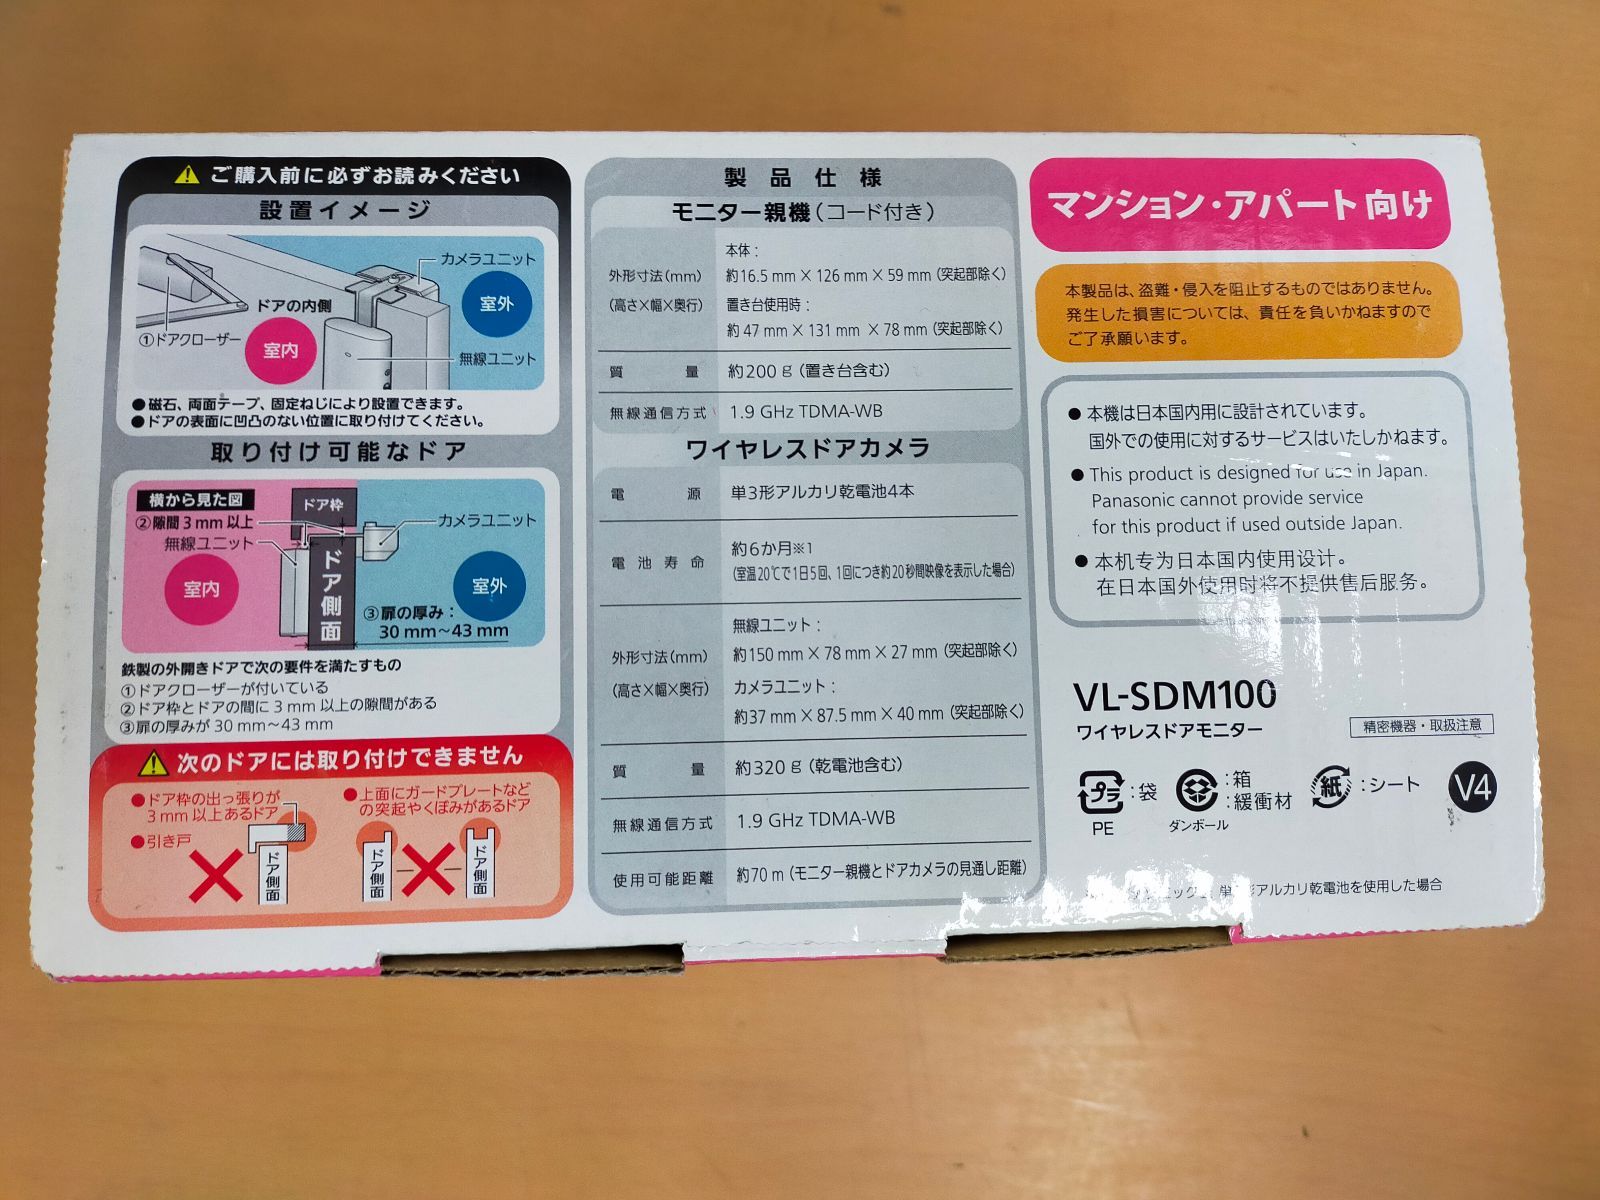 ご購入前に必ずお読みください
設置イメージ
カメラユニット
室外
ドアの内側
①ドアクローザー
室内
無線ユニット
●磁石、両面テープ、固定ねじにより設置できます。
●ドアの表面に凹凸のない位置に取り付けてください。
取り付け可能なドア
横から見た図
ドア枠
②隙間 3 mm 以上
カメラユニット
無線ユニット
室内
ドア側面
室外
③扉の厚み：
30 mm～43 mm
鉄製の外開きドアで次の要件を満たすもの
①ドアクローザーが付いている
②ドア枠とドアの間に 3 mm 以上の隙間がある
③扉の厚みが 30 mm～43 mm
次のドアには取り付けできません
●ドア枠の出っ張りが
3 mm 以上あるドア
●引き戸
ドア側面
●上面にガードプレートなど
の突起やくぼみがあるドア
ドア側面
ドア側面
製品仕様
モニター親機（コード付き）
外形寸法(mm)
(高さ×幅×奥行)
本体：
約16.5 mm × 126 mm × 59 mm (突起部除く)
置き台使用時：
約 47 mm × 131 mm × 78 mm (突起部除く)
質量 約200 g (置き台含む)
無線通信方式 1.9 GHz TDMA-WB
ワイヤレスドアカメラ
電源 単3形アルカリ乾電池4本
電池寿命 約6か月※1
(室温20℃で1日5回、1回につき約20秒間映像を表示した場合)
外形寸法(mm)
(高さ×幅×奥行)
無線ユニット：
約150 mm × 78 mm × 27 mm (突起部除く)
カメラユニット：
約37 mm × 87.5 mm × 40 mm (突起部除く)
質量 約320 g (乾電池含む)
無線通信方式 1.9 GHz TDMA-WB
使用可能距離 約70 m (モニター親機とドアカメラの見通し距離)
マンション・アパート向け
本製品は、盗難・侵入を阻止するものではありません。
発生した損害については、責任を負いかねますので
ご了承願います。
● 本機は日本国内用に設計されています。
国外での使用に対するサービスはいたしかねます。
● This product is designed for use in Japan.
Panasonic cannot provide service
for this product if used outside Japan.
● 本机专为日本国内使用设计。
在日本国外使用时将不提供售后服务。
VL-SDM100
ワイヤレスドアモニター
精密機器・取扱注意
プラ：袋
PE
：箱
：緩衝材
ダンボール
紙：シート
V4
単3形アルカリ乾電池を使用した場合